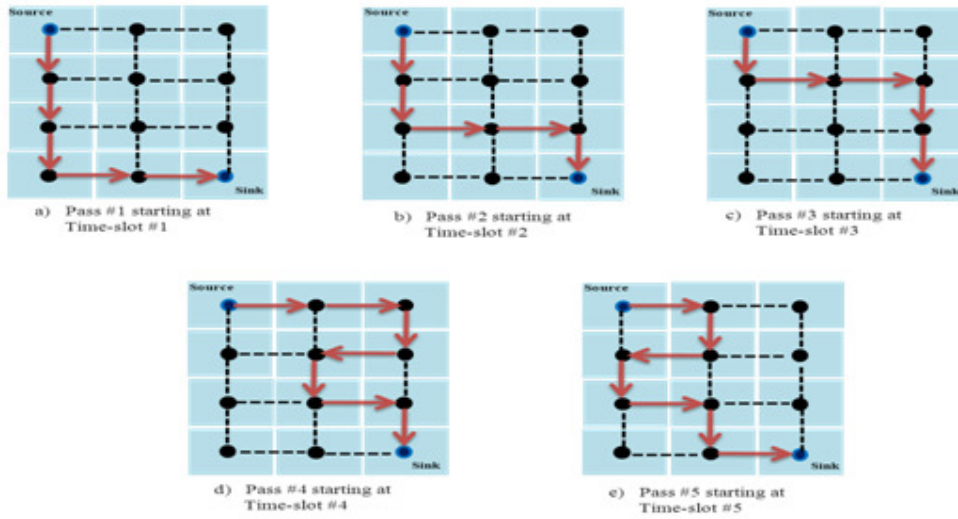 Source
Sink
a) Pass #1 starting at
Time-slot #1
Source
Sink
b) Pass #2 starting at
Time-slot #2
Source
Sink
c) Pass #3 starting at
Time-slot #3
Source
Sink
d) Pass #4 starting at
Time-slot #4
Source
Sink
e) Pass #5 starting at
Time-slot #5